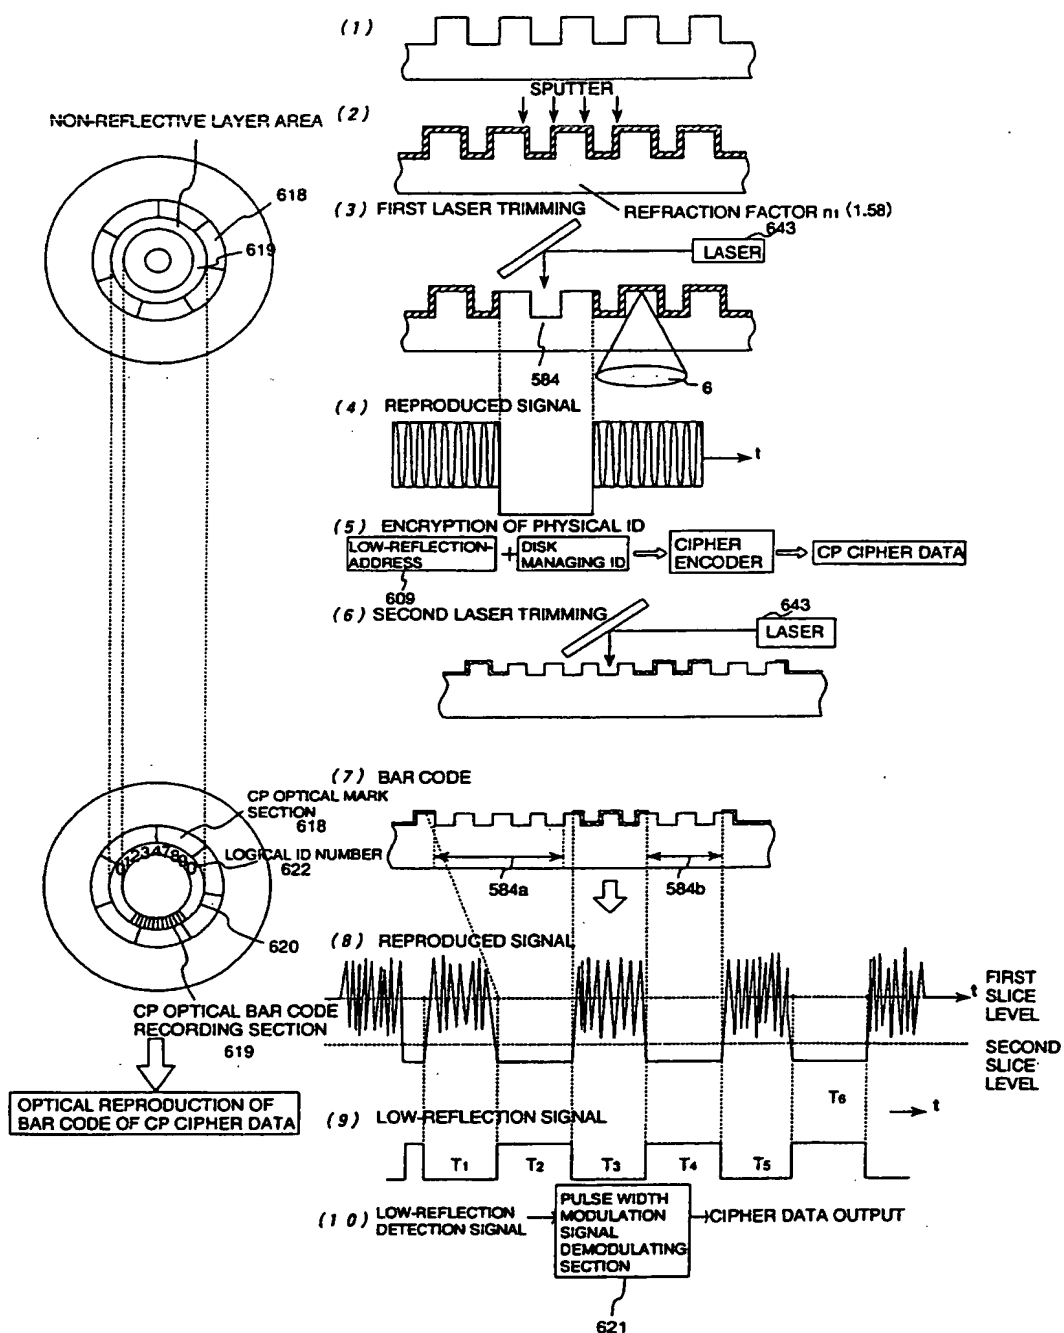 (1)
SPUTTER
NON-REFLECTIVE LAYER AREA
(2)
618
619
REFRACTION FACTOR n1 (1.58)
(3) FIRST LASER TRIMMING
643
LASER
584
6
(4) REPRODUCED SIGNAL
t
(5) ENCRYPTION OF PHYSICAL ID
LOW-REFLECTION-
ADDRESS
+
DISK
MANAGING ID
CIPHER
ENCODER
CP CIPHER DATA
609
(6) SECOND LASER TRIMMING
643
LASER
(7) BAR CODE
CP OPTICAL MARK
SECTION
618
LOGICAL ID NUMBER
622
584a
584b
620
(8) REPRODUCED SIGNAL
t
FIRST
SLICE
LEVEL
CP OPTICAL BAR CODE
RECORDING SECTION
619
SECOND
SLICE
LEVEL
OPTICAL REPRODUCTION OF
BAR CODE OF CP CIPHER DATA
T6
t
(9) LOW-REFLECTION SIGNAL
T1
T2
T3
T4
T5
(10) LOW-REFLECTION
DETECTION SIGNAL
PULSE WIDTH
MODULATION
SIGNAL
DEMODULATING
SECTION
CIPHER DATA OUTPUT
621